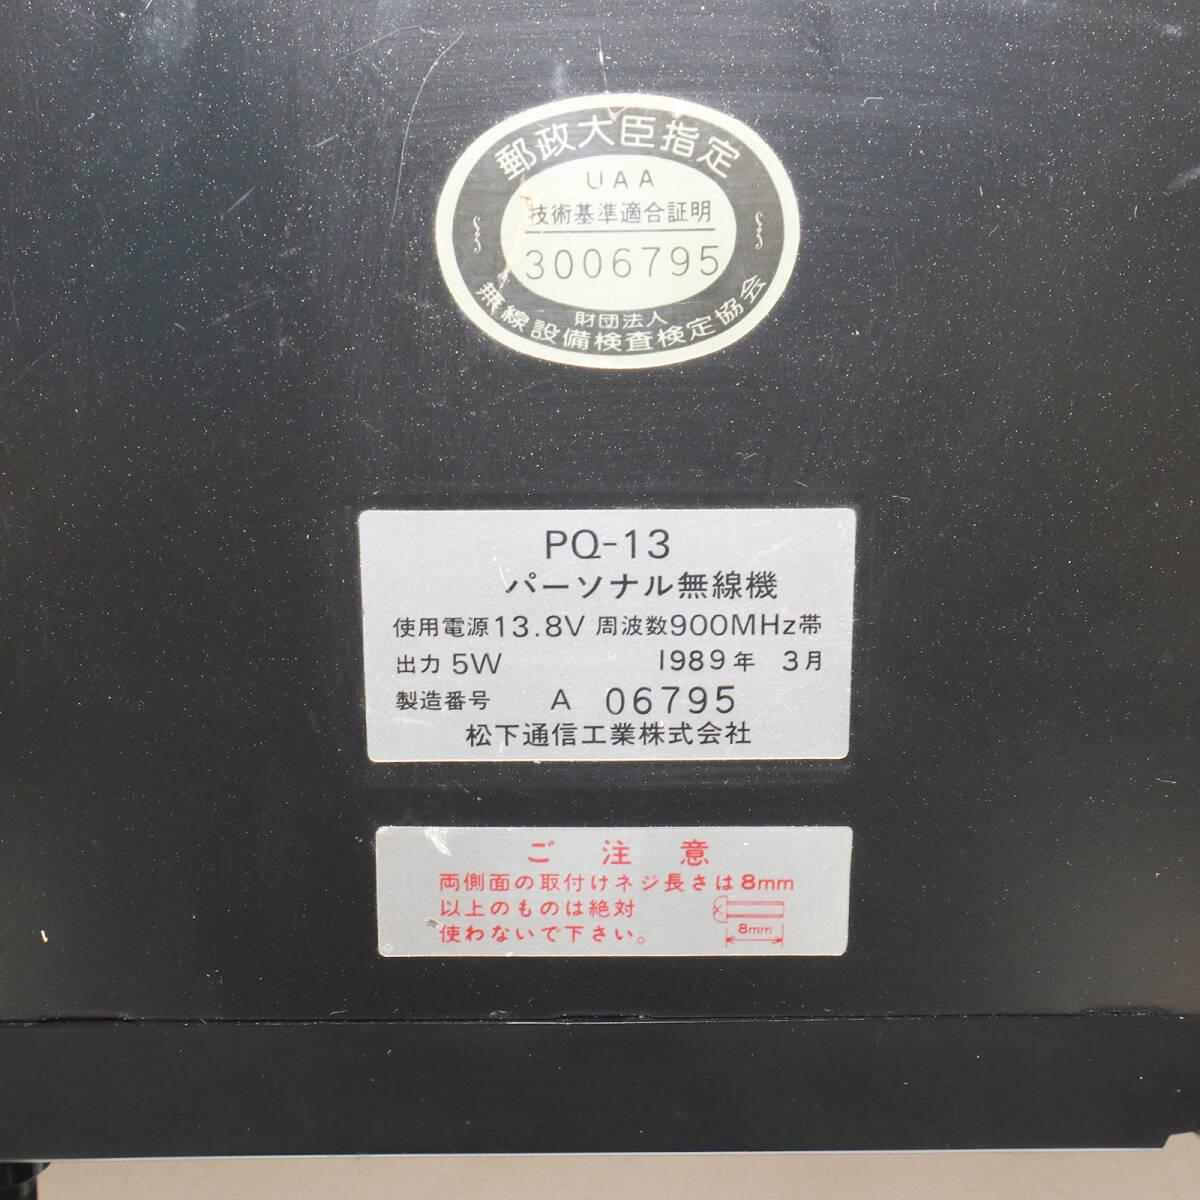 郵政大臣指定
UAA
技術基準適合証明
3006795
財団法人
無線設備検査検定協会
PQ-13
パーソナル無線機
使用電源13.8V 周波数900MHz帯
出力 5W 1989年 3月
製造番号 A 06795
松下通信工業株式会社
ご注意
両側面の取付けネジ長さは8mm
以上のものは絶対
使わないで下さい。
8mm